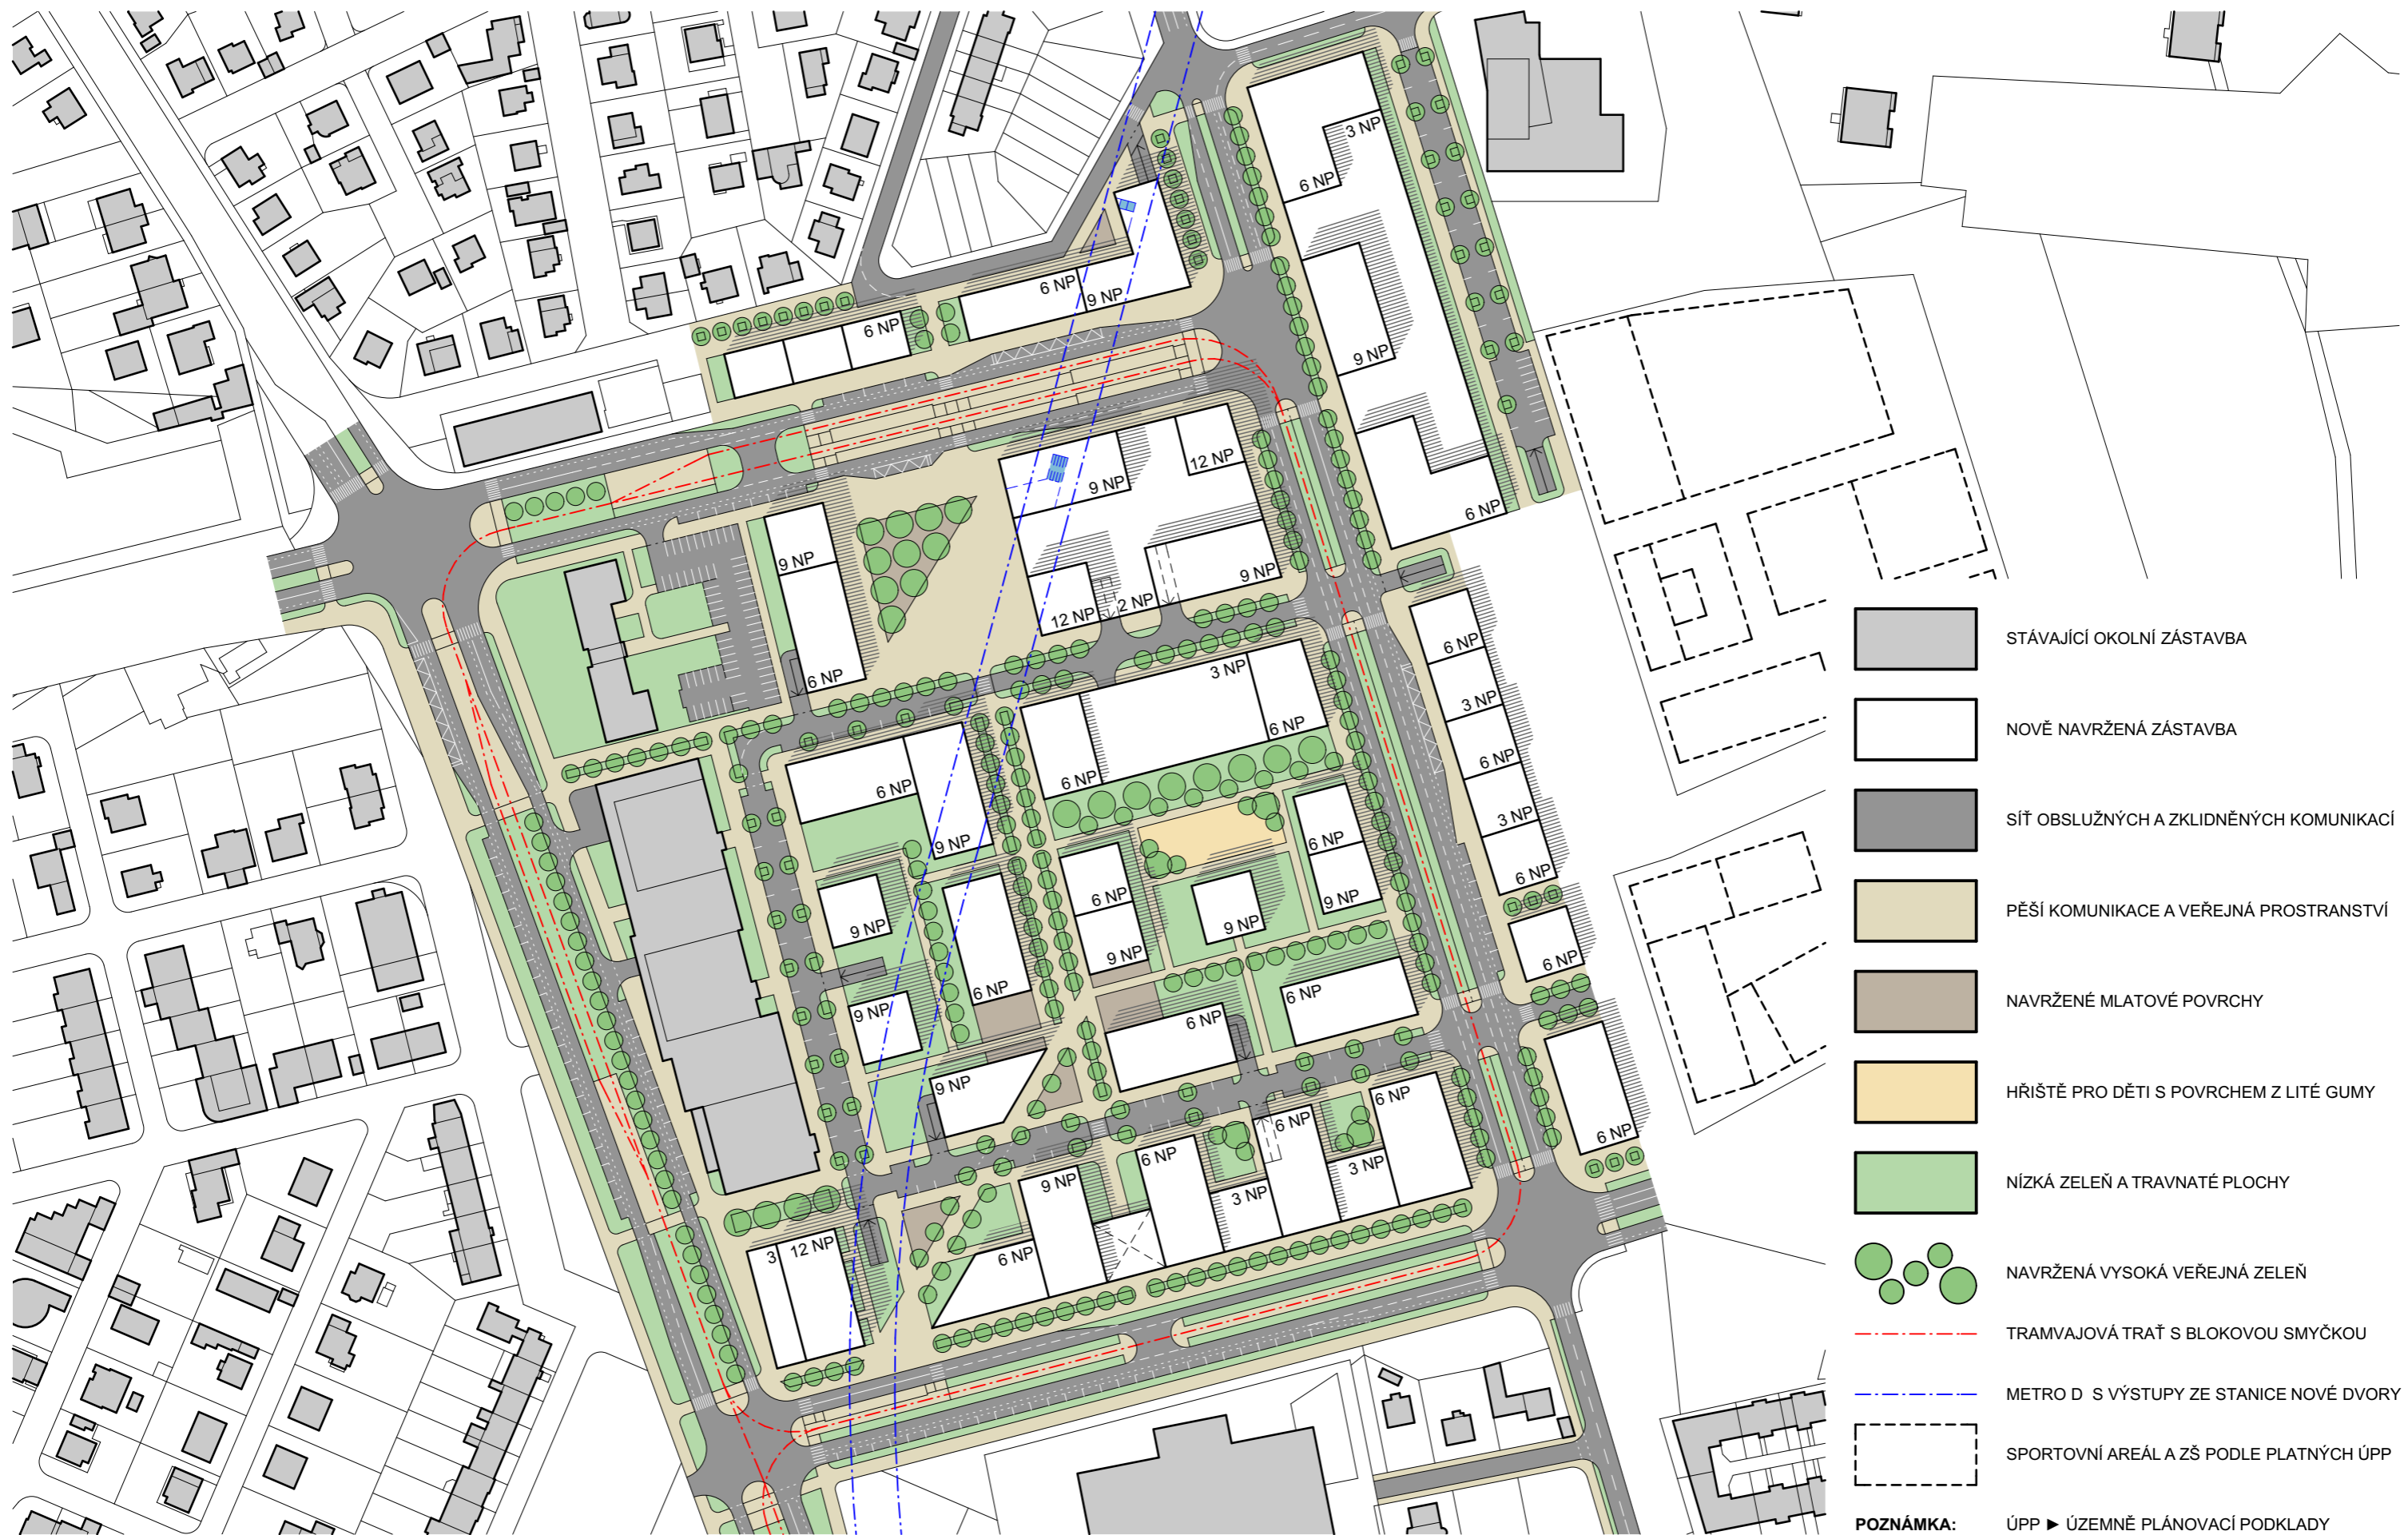 3 NP
6 NP
6 NP
9 NP
6 NP
9 NP
12 NP
9 NP
6 NP
9 NP
9 NP
12 NP
2 NP
6 NP
6 NP
3 NP
3 NP
6 NP
6 NP
6 NP
6 NP
9 NP
3 NP
6 NP
6 NP
9 NP
6 NP
9 NP
9 NP
9 NP
6 NP
9 NP
6 NP
6 NP
9 NP
6 NP
6 NP
9 NP
6 NP
6 NP
6 NP
9 NP
3 NP
3 NP
3
12 NP
6 NP
STÁVAJÍCÍ OKOLNÍ ZÁSTAVBA
NOVĚ NAVRŽENÁ ZÁSTAVBA
SÍŤ OBSLUŽNÝCH A ZKLIDNĚNÝCH KOMUNIKACÍ
PĚŠÍ KOMUNIKACE A VEŘEJNÁ PROSTRANSTVÍ
NAVRŽENÉ MLATOVÉ POVRCHY
HŘIŠTĚ PRO DĚTI S POVRCHEM Z LITÉ GUMY
NÍZKÁ ZELEŇ A TRAVNATÉ PLOCHY
NAVRŽENÁ VYSOKÁ VEŘEJNÁ ZELEŇ
TRAMVAJOVÁ TRAŤ S BLOKOVOU SMYČKOU
METRO D S VÝSTUPY ZE STANICE NOVÉ DVORY
SPORTOVNÍ AREÁL A ZŠ PODLE PLATNÝCH ÚPP
POZNÁMKA: ÚPP ► ÚZEMNĚ PLÁNOVACÍ PODKLADY